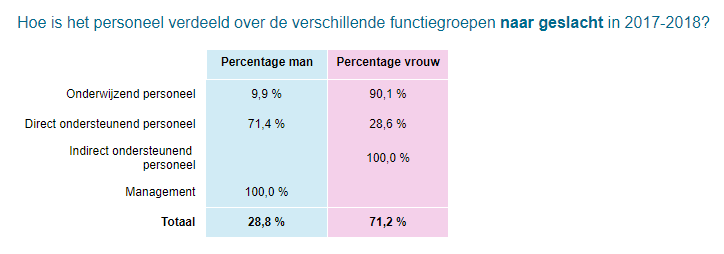 Hoe is het personeel verdeeld over de verschillende functiegroepen naar geslacht in 2017-2018?
Percentage man Percentage vrouw
Onderwijzend personeel 9,9 % 90,1 %
Direct ondersteunend personeel 71,4 % 28,6 %
Indirect ondersteunend
personeel 100,0 %
Management 100,0 %
Totaal 28,8 % 71,2 %